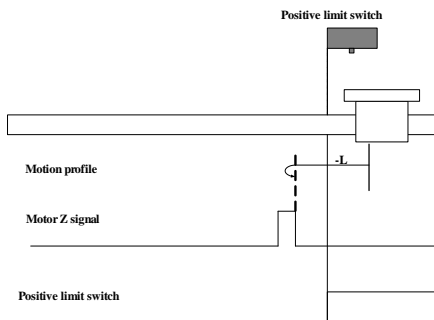 Positive limit switch
-L
Motion profile
Motor Z signal
Positive limit switch